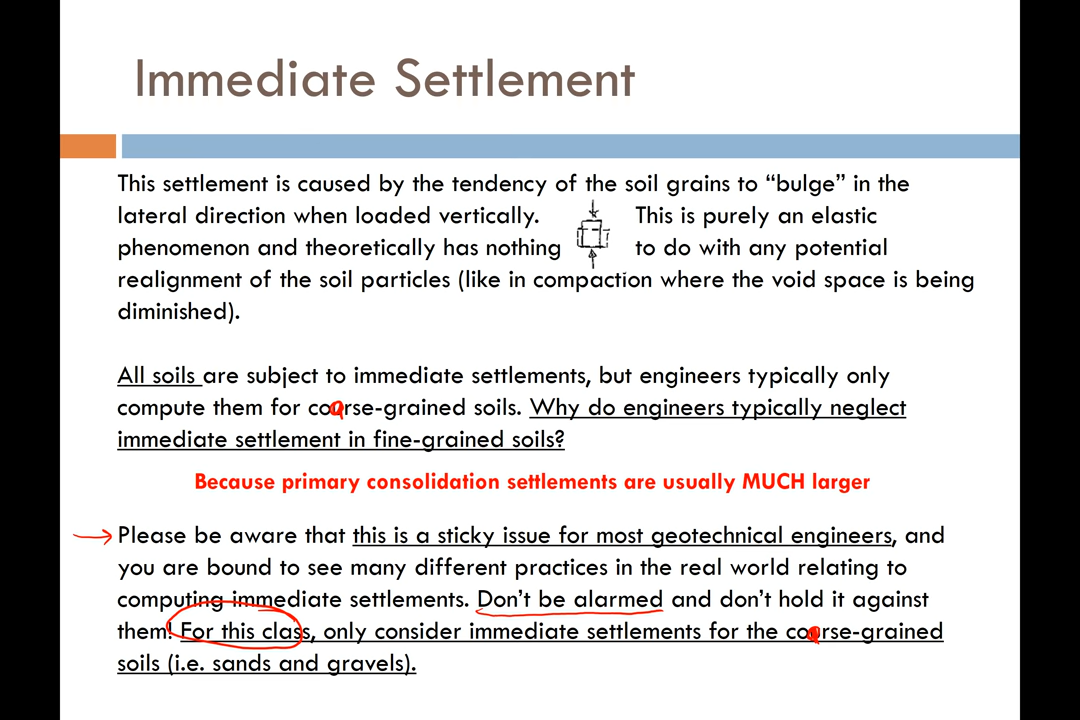 Immediate Settlement
This settlement is caused by the tendency of the soil grains to “bulge” in the
lateral direction when loaded vertically. This is purely an elastic
phenomenon and theoretically has nothing to do with any potential
realignment of the soil particles (like in compaction where the void space is being
diminished).
All soils are subject to immediate settlements, but engineers typically only
compute them for coarse-grained soils. Why do engineers typically neglect
immediate settlement in fine-grained soils?
Because primary consolidation settlements are usually MUCH larger
Please be aware that this is a sticky issue for most geotechnical engineers, and
you are bound to see many different practices in the real world relating to
computing immediate settlements. Don’t be alarmed and don’t hold it against
them! For this class, only consider immediate settlements for the coarse-grained
soils (i.e. sands and gravels).